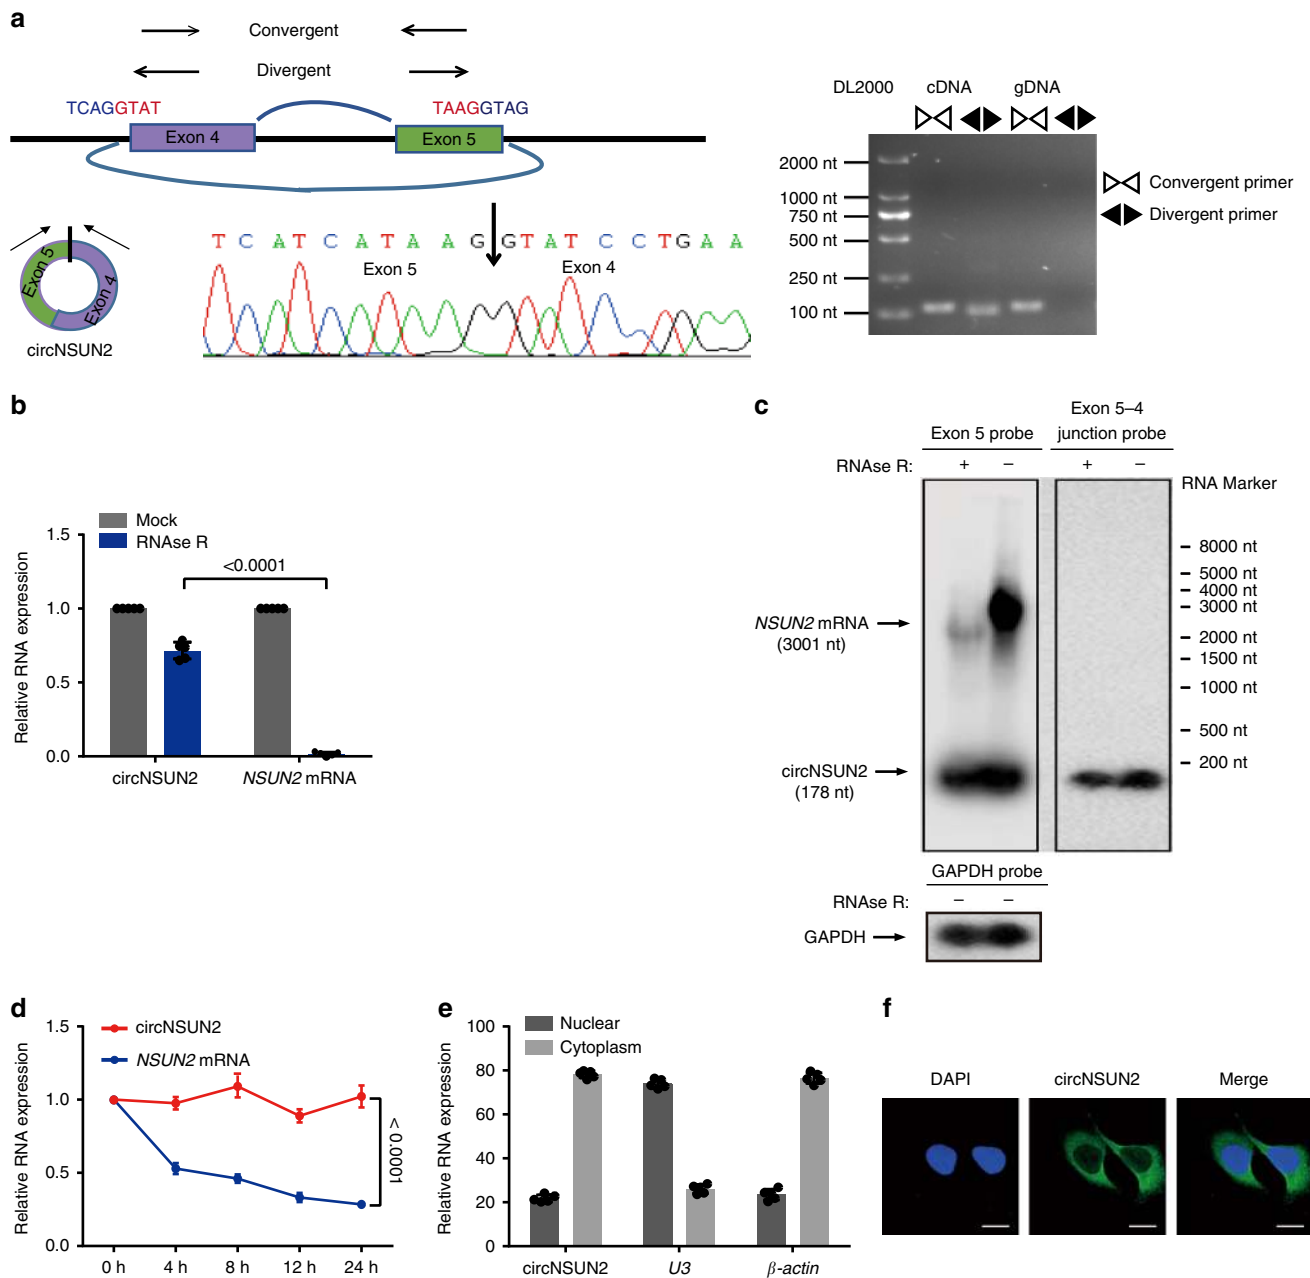 a
Convergent
Divergent
TCAGGTAT
TAAGGTAG
Exon 4
Exon 5
Exon 5
Exon 4
circNSUN2
T C A T C A T A A G G T A T C C T G A A
Exon 5
Exon 4
DL2000
cDNA
gDNA
2000 nt
1000 nt
750 nt
500 nt
250 nt
100 nt
Convergent primer
Divergent primer
b
Relative RNA expression
1.5
1.0
0.5
0.0
Mock
RNAse R
<0.0001
circNSUN2
NSUN2 mRNA
c
Exon 5 probe
Exon 5–4
junction probe
RNAse R:
+
–
+
–
RNA Marker
8000 nt
5000 nt
4000 nt
3000 nt
2000 nt
1500 nt
1000 nt
500 nt
200 nt
NSUN2 mRNA
(3001 nt)
circNSUN2
(178 nt)
GAPDH probe
RNAse R:
–
–
GAPDH
d
Relative RNA expression
1.5
1.0
0.5
0.0
circNSUN2
NSUN2 mRNA
<0.0001
0 h
4 h
8 h
12 h
24 h
e
Relative RNA expression
100
80
60
40
20
0
Nuclear
Cytoplasm
circNSUN2
U3
β-actin
f
DAPI
circNSUN2
Merge